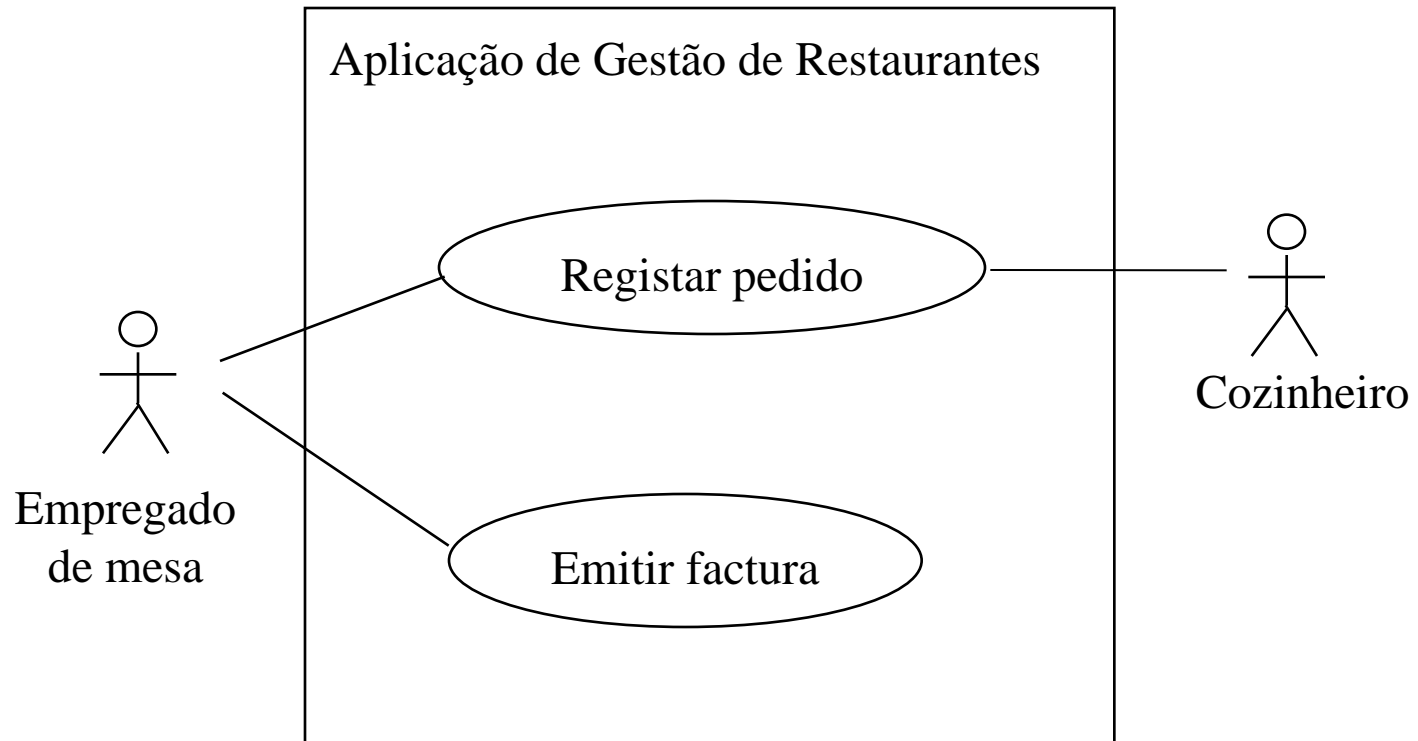 Aplicação de Gestão de Restaurantes
Registar pedido
Cozinheiro
Empregado
de mesa
Emitir factura